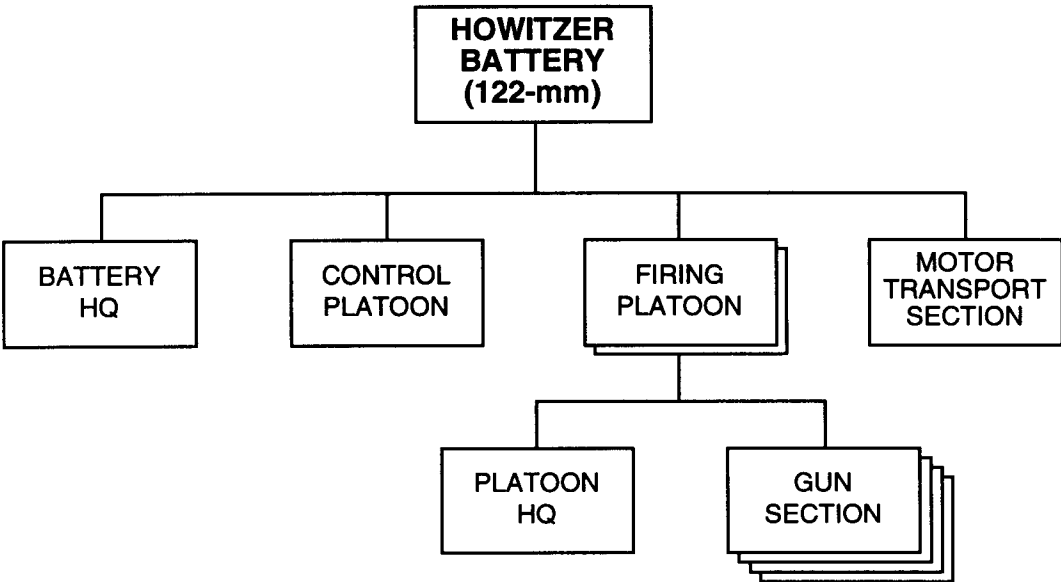 HOWITZER
BATTERY
(122-mm)
BATTERY
HQ
CONTROL
PLATOON
FIRING
PLATOON
MOTOR
TRANSPORT
SECTION
PLATOON
HQ
GUN
SECTION